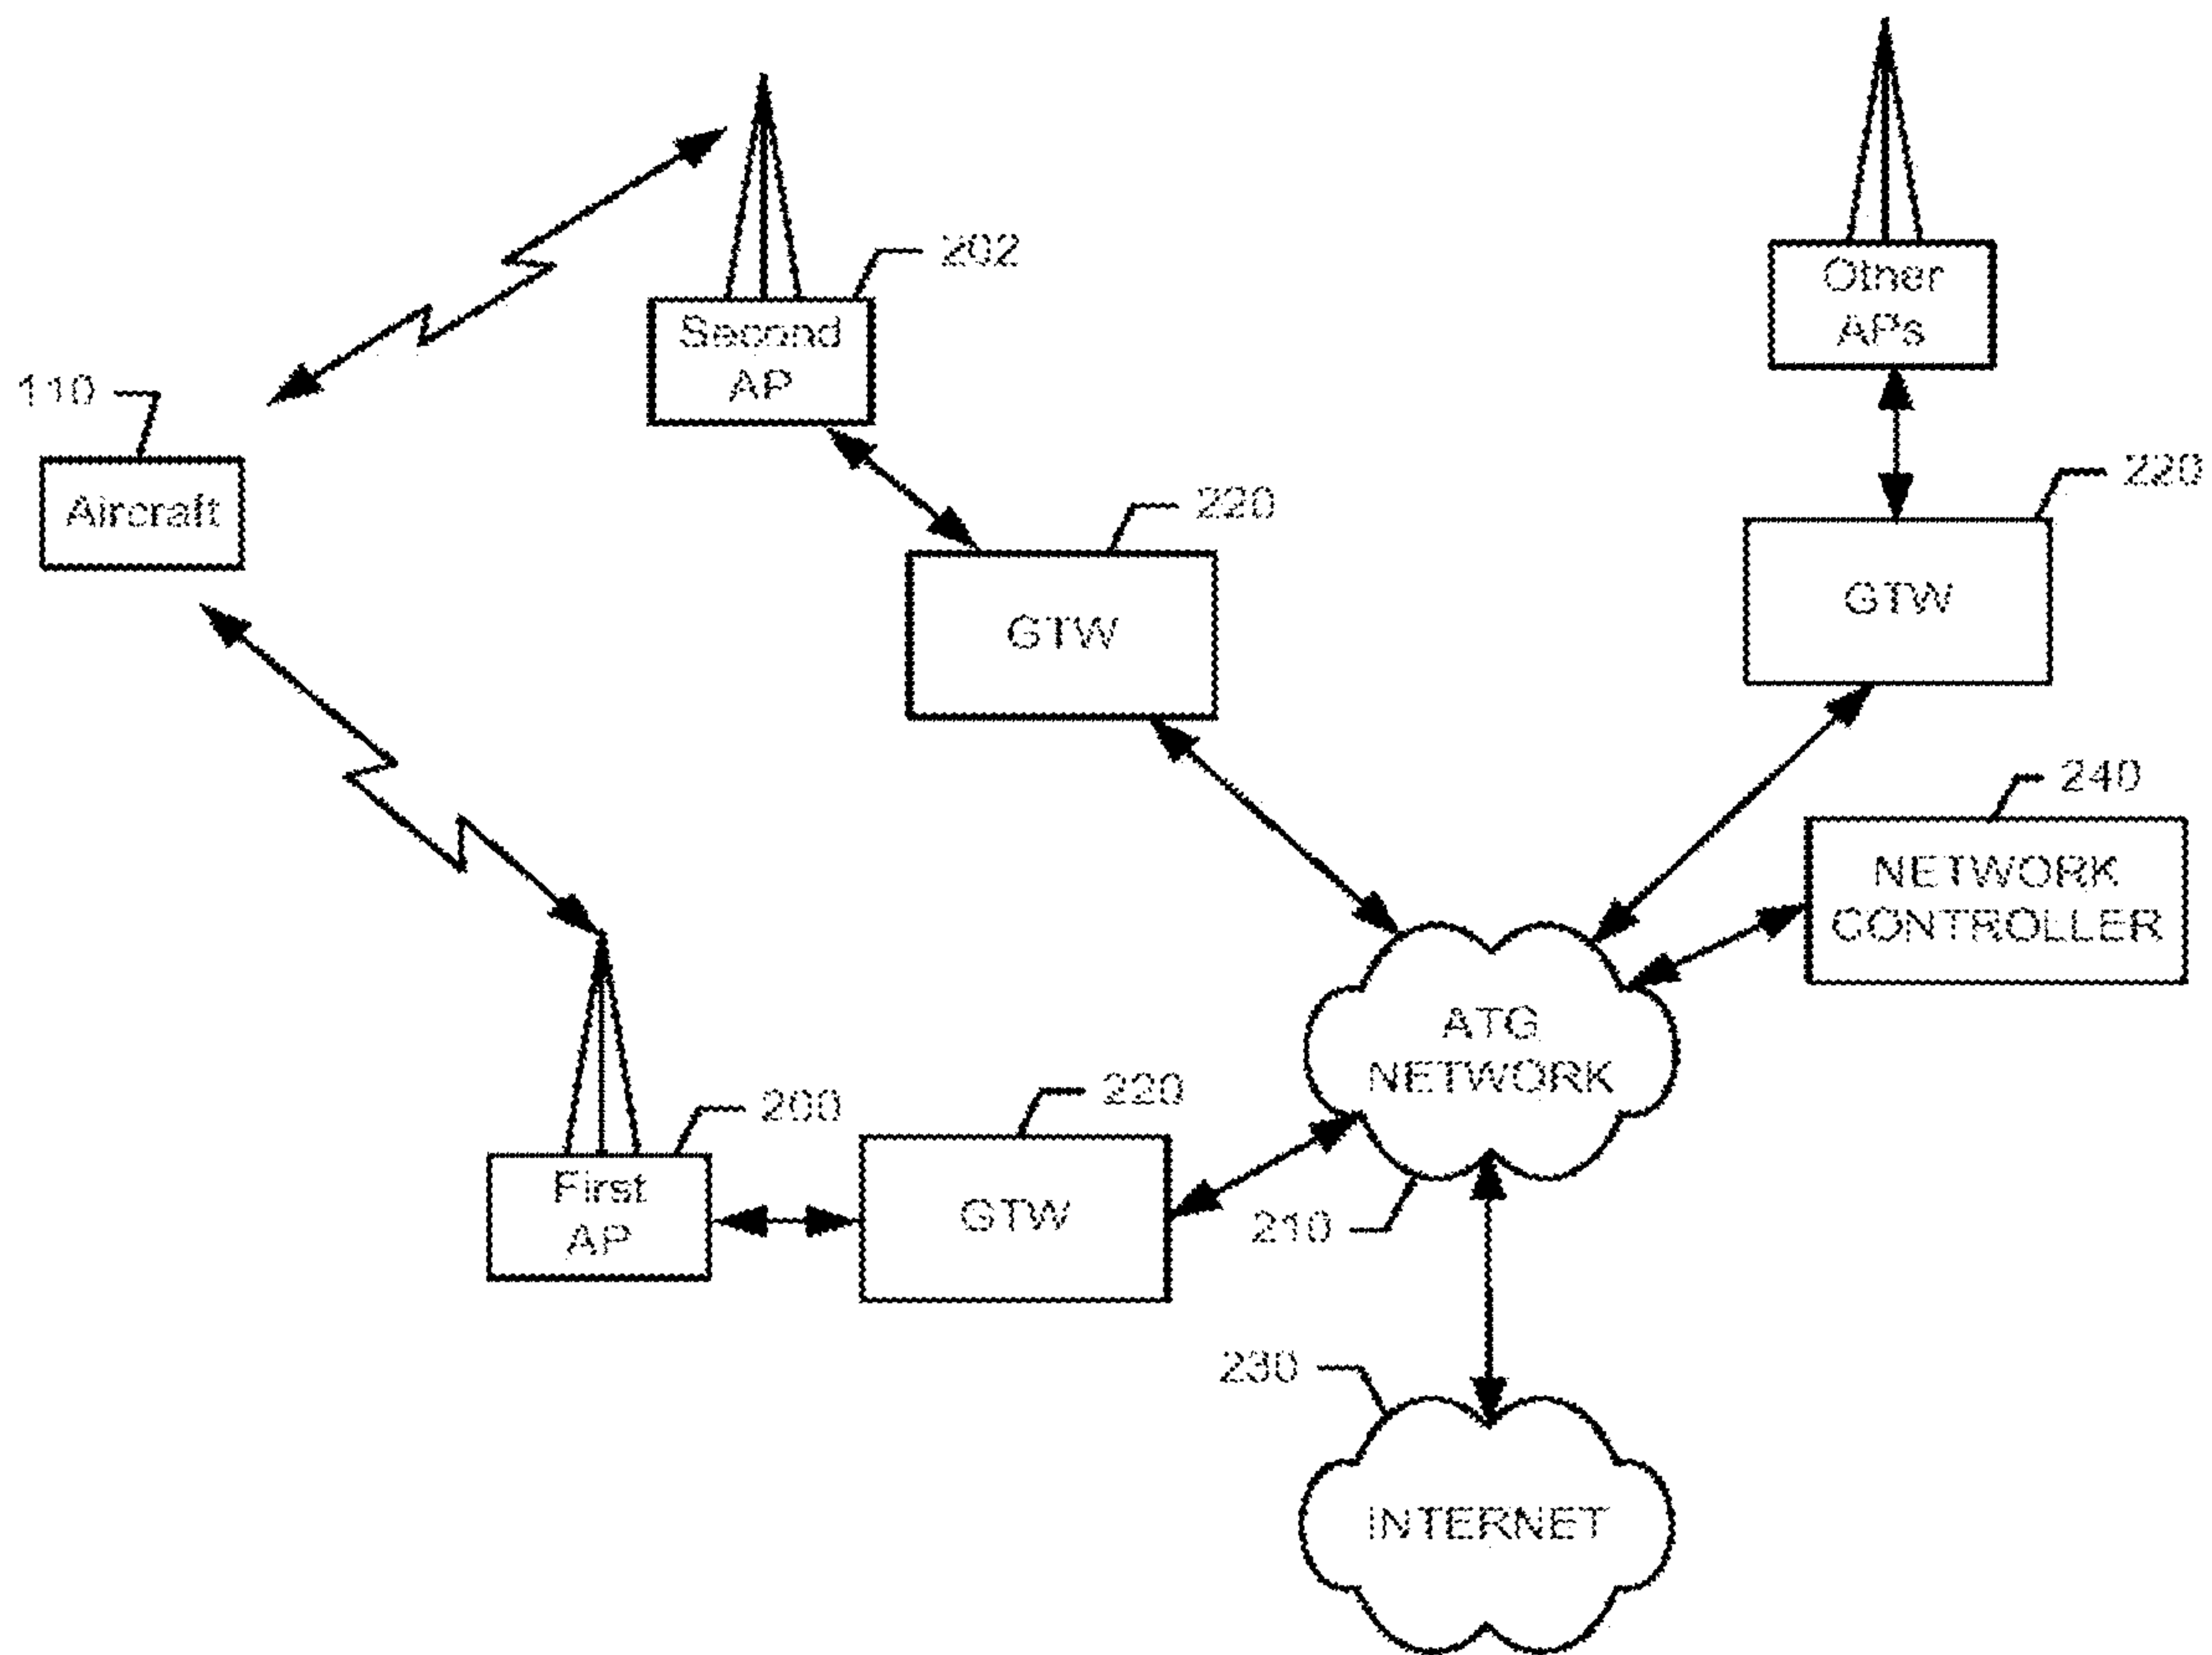 202
Second
AP
Other
APs
110
Aircraft
220
GTW
220
GTW
240
NETWORK
CONTROLLER
ATG
NETWORK
210
200
First
AP
220
GTW
230
INTERNET